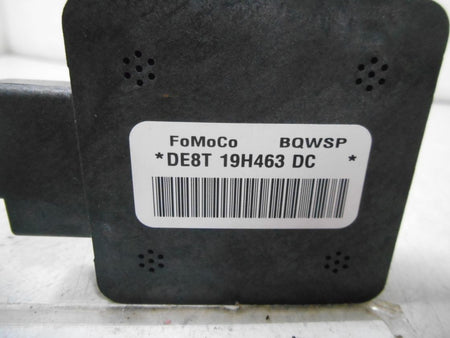 FoMoCo BQWSP
*DE8T 19H463 DC *